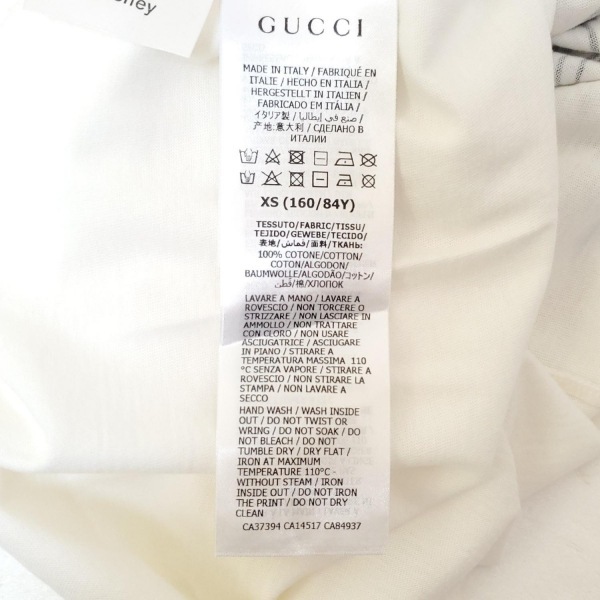 ney
GUCCI
MADE IN ITALY / FABRIQUÉ EN
ITALIE / HECHO EN ITALIA /
HERGESTELLT IN ITALIEN /
FABRICADO EM ITÁLIA /
イタリア製 / صنع في إيطاليا /
产地:意大利 / СДЕЛАНО В
ИТАЛИИ
XS (160/84Y)
TESSUTO/FABRIC/TISSU/
TEJIDO/GEWEBE/TECIDO/
表地/قماش/面料/ТКАНЬ:
100% COTONE/COTTON/
COTON/ALGODON/
BAUMWOLLE/ALGODÃO/コットン/
قطن/棉/ХЛОПОК
LAVARE A MANO / LAVARE A
ROVESCIO / NON TORCERE O
STRIZZARE / NON LASCIARE IN
AMMOLLO / NON TRATTARE
CON CLORO / NON USARE
ASCIUGATRICE / ASCIUGARE
IN PIANO / STIRARE A
TEMPERATURA MASSIMA 110
°C SENZA VAPORE / STIRARE A
ROVESCIO / NON STIRARE LA
STAMPA / NON LAVARE A
SECCO
HAND WASH / WASH INSIDE
OUT / DO NOT TWIST OR
WRING / DO NOT SOAK / DO
NOT BLEACH / DO NOT
TUMBLE DRY / DRY FLAT /
IRON AT MAXIMUM
TEMPERATURE 110°C -
WITHOUT STEAM / IRON
INSIDE OUT / DO NOT IRON
THE PRINT / DO NOT DRY
CLEAN
CA37394 CA14517 CA84937